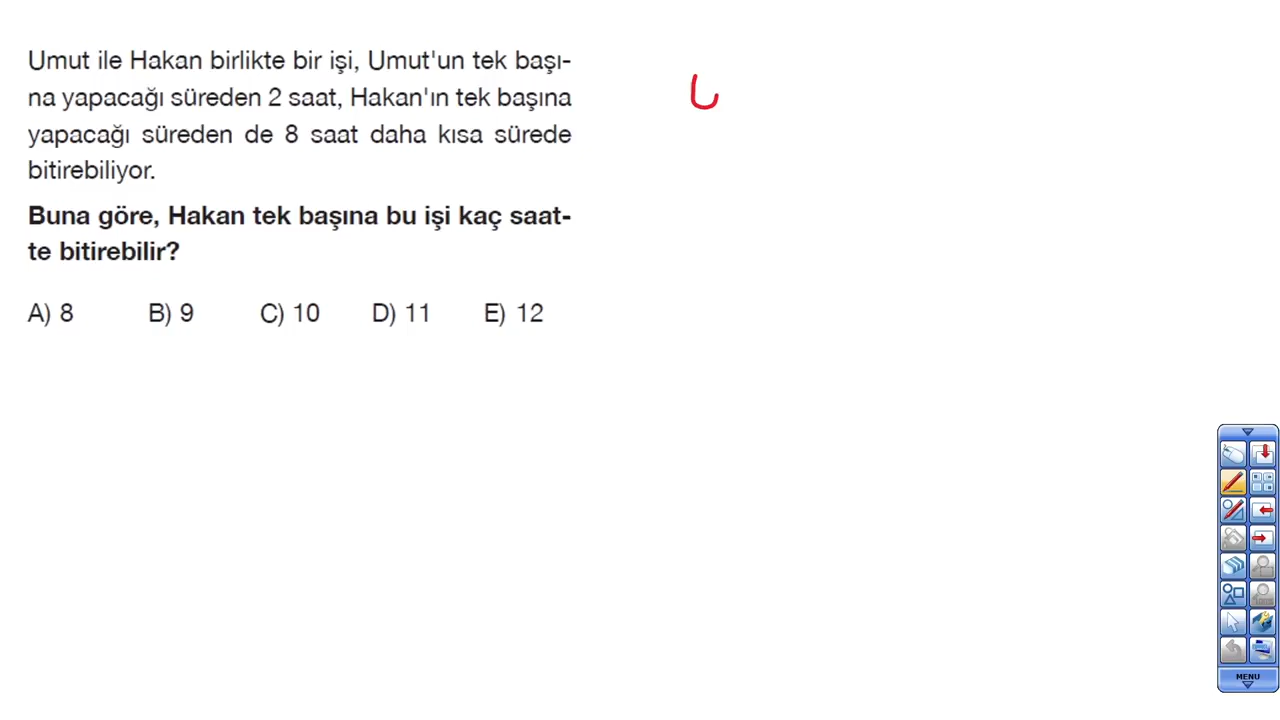 Umut ile Hakan birlikte bir işi, Umut'un tek başı-
na yapacağı süreden 2 saat, Hakan'ın tek başına
yapacağı süreden de 8 saat daha kısa sürede
bitirebiliyor.
Buna göre, Hakan tek başına bu işi kaç saat-
te bitirebilir?
A) 8 B) 9 C) 10 D) 11 E) 12
MENU